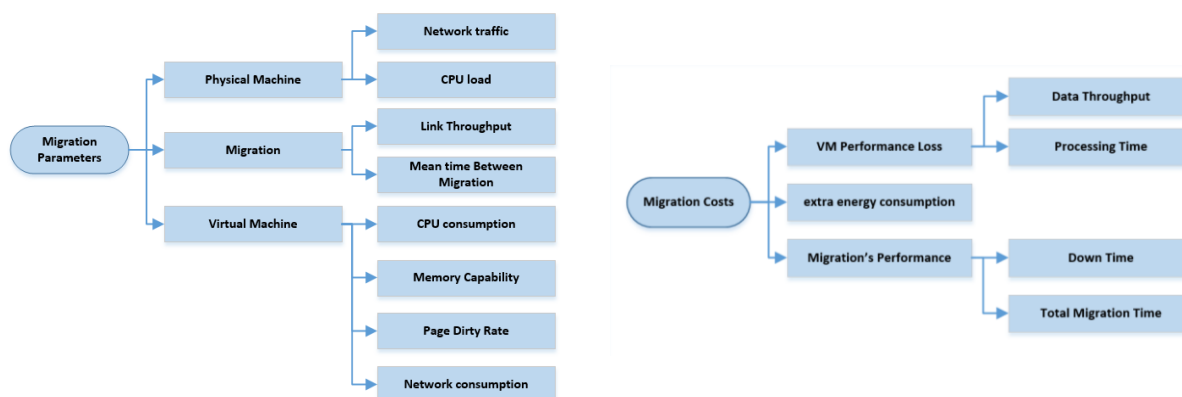 Network traffic
Physical Machine
CPU load
Link Throughput
Migration
Parameters
Migration
Mean time Between
Migration
Virtual Machine
CPU consumption
Memory Capability
Page Dirty Rate
Network consumption
Data Throughput
VM Performance Loss
Processing Time
Migration Costs
extra energy consumption
Migration's Performance
Down Time
Total Migration Time